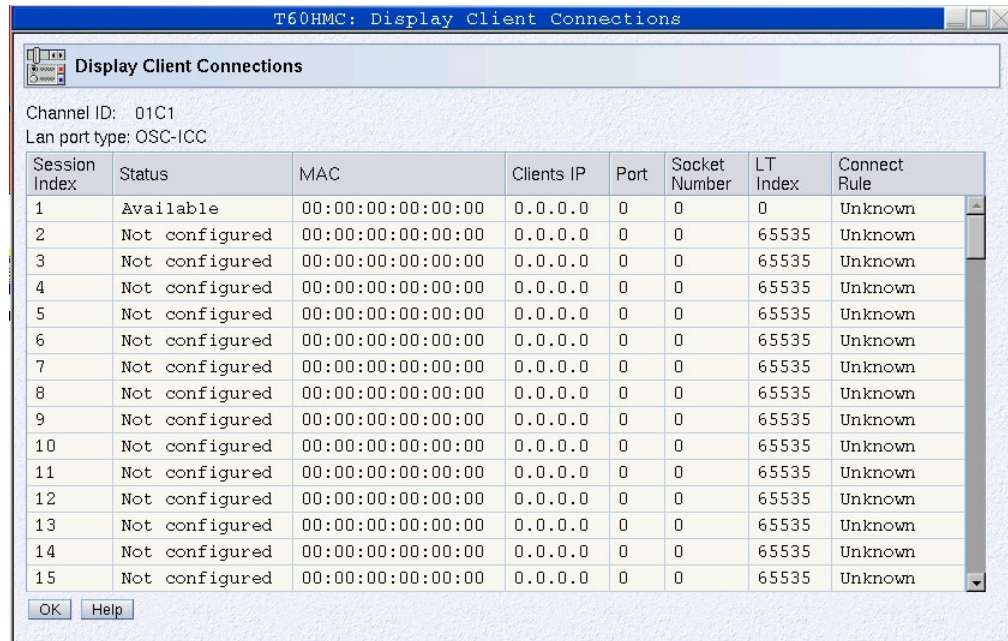 T60HMC: Display Client Connections
Display Client Connections
Channel ID: 01C1
Lan port type: OSC-ICC
Session Index Status MAC Clients IP Port Socket Number LT Index Connect Rule
1 Available 00:00:00:00:00:00 0.0.0.0 0 0 0 Unknown
2 Not configured 00:00:00:00:00:00 0.0.0.0 0 0 65535 Unknown
3 Not configured 00:00:00:00:00:00 0.0.0.0 0 0 65535 Unknown
4 Not configured 00:00:00:00:00:00 0.0.0.0 0 0 65535 Unknown
5 Not configured 00:00:00:00:00:00 0.0.0.0 0 0 65535 Unknown
6 Not configured 00:00:00:00:00:00 0.0.0.0 0 0 65535 Unknown
7 Not configured 00:00:00:00:00:00 0.0.0.0 0 0 65535 Unknown
8 Not configured 00:00:00:00:00:00 0.0.0.0 0 0 65535 Unknown
9 Not configured 00:00:00:00:00:00 0.0.0.0 0 0 65535 Unknown
10 Not configured 00:00:00:00:00:00 0.0.0.0 0 0 65535 Unknown
11 Not configured 00:00:00:00:00:00 0.0.0.0 0 0 65535 Unknown
12 Not configured 00:00:00:00:00:00 0.0.0.0 0 0 65535 Unknown
13 Not configured 00:00:00:00:00:00 0.0.0.0 0 0 65535 Unknown
14 Not configured 00:00:00:00:00:00 0.0.0.0 0 0 65535 Unknown
15 Not configured 00:00:00:00:00:00 0.0.0.0 0 0 65535 Unknown
OK Help